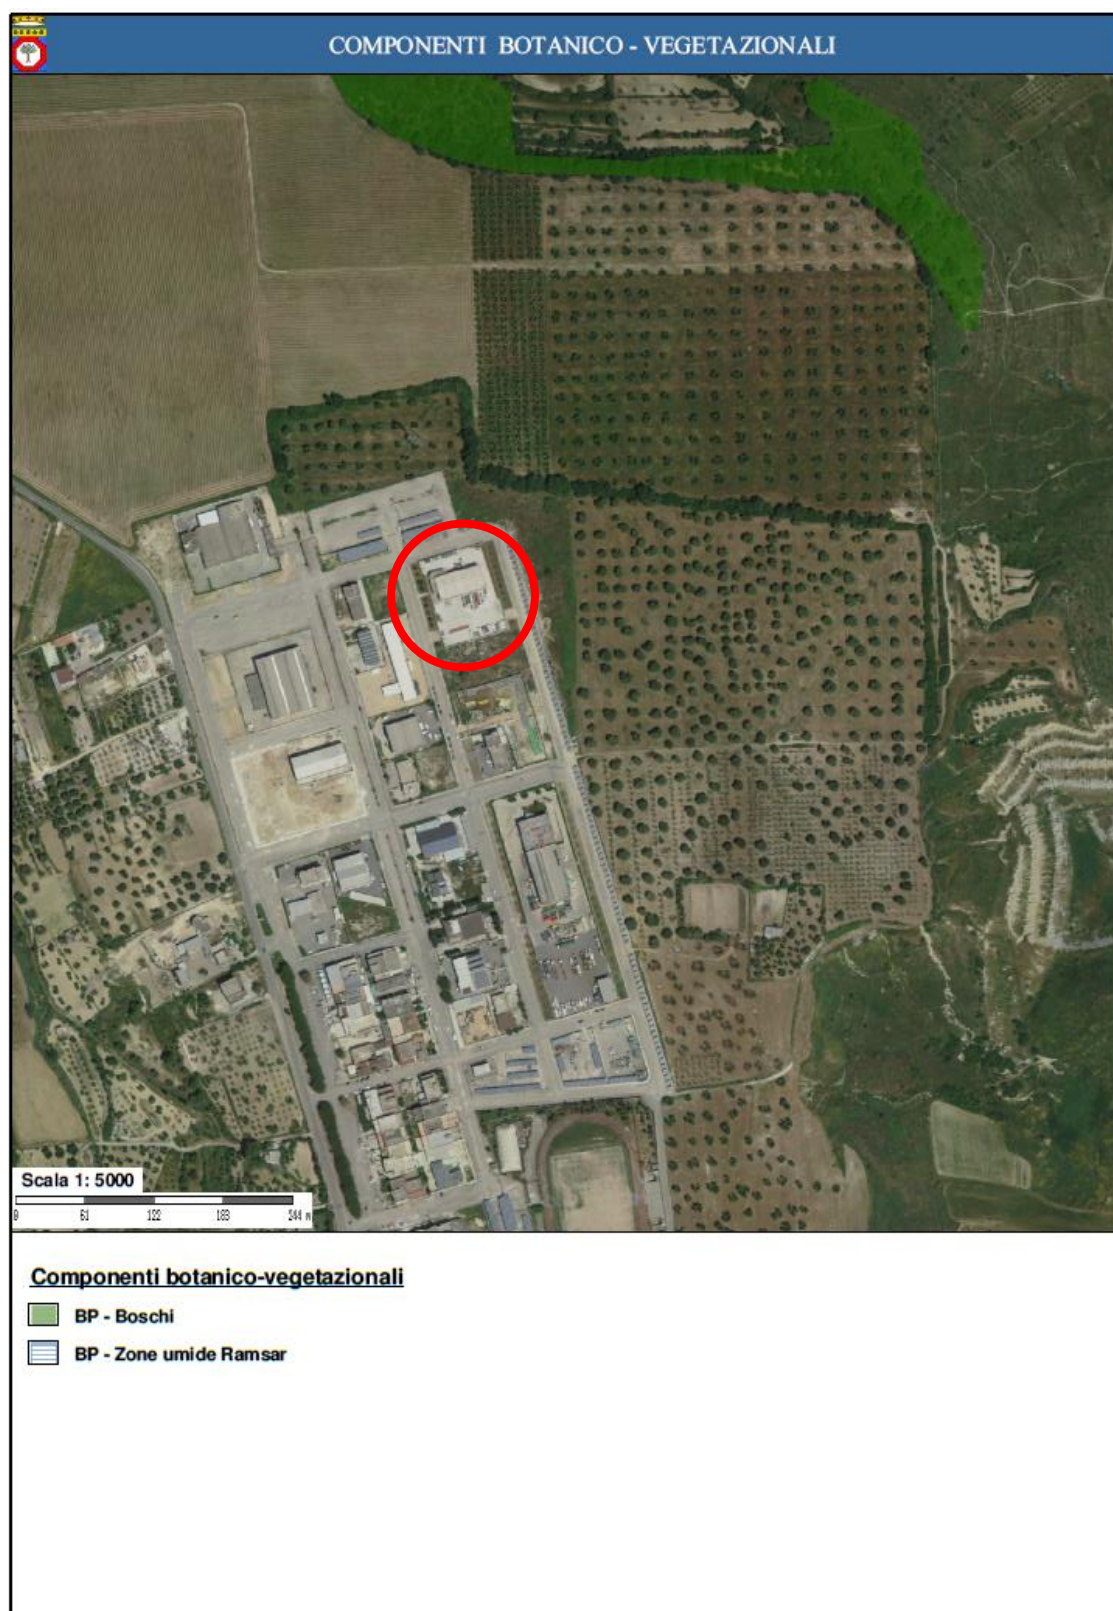 COMPONENTI BOTANICO - VEGETAZIONALI
Scala 1: 5000
0 61 122 183 244 m
Componenti botanico-vegetazionali
BP - Boschi
BP - Zone umide Ramsar